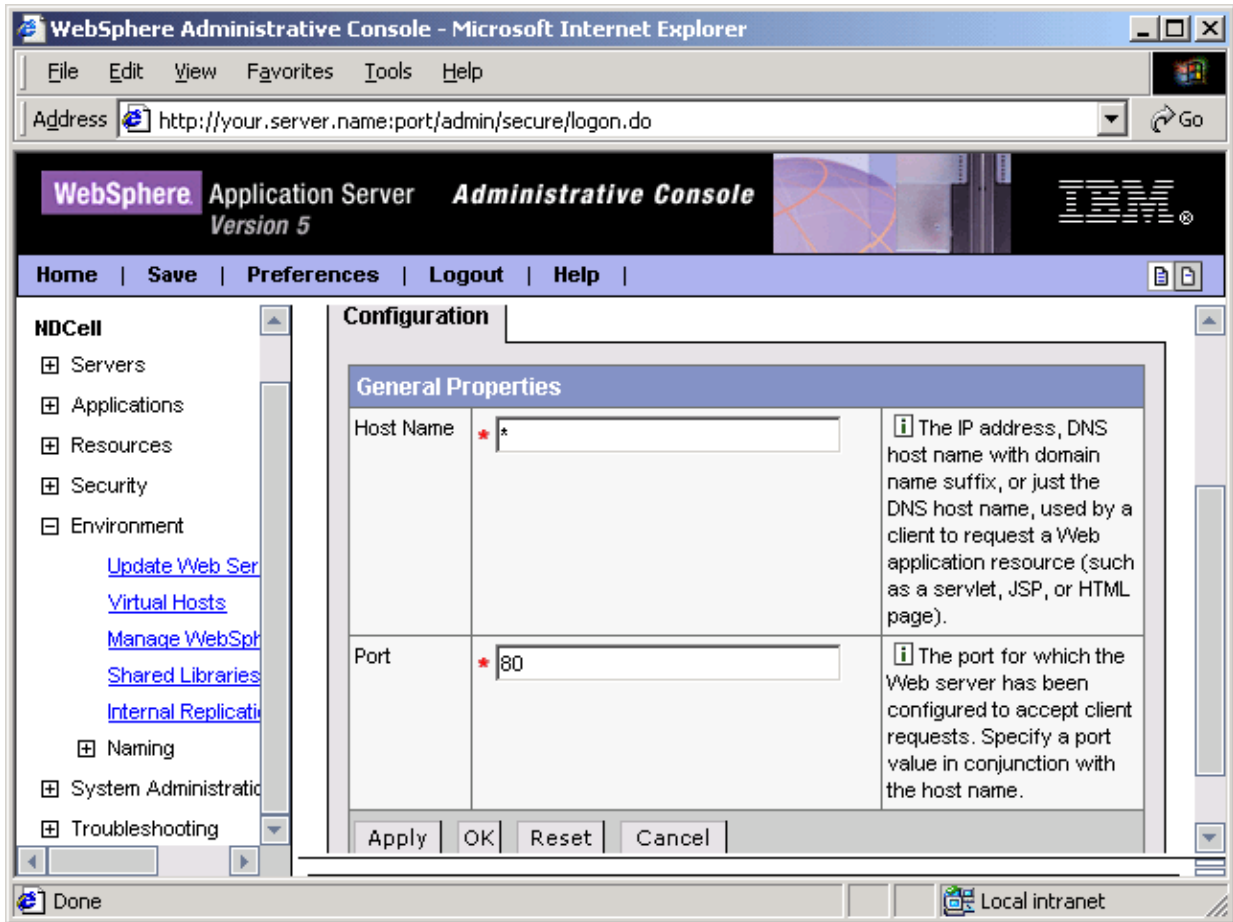 WebSphere Administrative Console - Microsoft Internet Explorer
File Edit View Favorites Tools Help
Address http://your.server.name:port/admin/secure/logon.do Go
WebSphere. Application Server Administrative Console
Version 5
IBM®
Home | Save | Preferences | Logout | Help |
NDCell
Servers
Applications
Resources
Security
Environment
Update Web Ser
Virtual Hosts
Manage WebSph
Shared Libraries
Internal Replicati
Naming
System Administratio
Troubleshooting
Configuration
General Properties
Host Name * *
The IP address, DNS
host name with domain
name suffix, or just the
DNS host name, used by a
client to request a Web
application resource (such
as a servlet, JSP, or HTML
page).
Port * 80
The port for which the
Web server has been
configured to accept client
requests. Specify a port
value in conjunction with
the host name.
Apply OK Reset Cancel
Done Local intranet